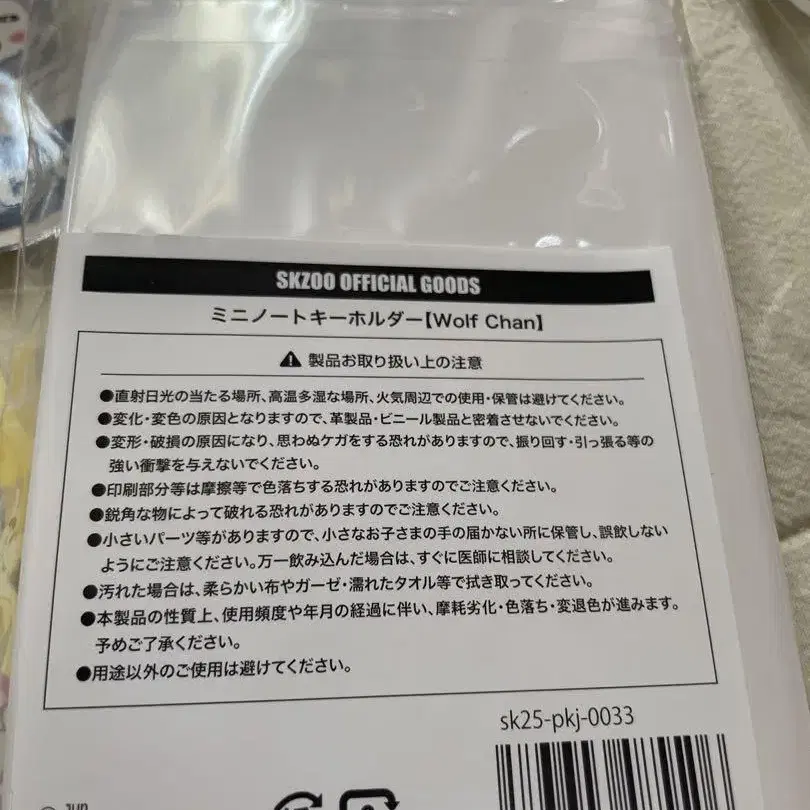 SKZOO OFFICIAL GOODS
ミニノートキーホルダー【Wolf Chan】
製品お取り扱い上の注意
●直射日光の当たる場所、高温多湿な場所、火気周辺での使用・保管は避けてください。
●変化・変色の原因となりますので、革製品・ビニール製品と密着させないでください。
●変形・破損の原因になり、思わぬケガをする恐れがありますので、振り回す・引っ張る等の
強い衝撃を与えないでください。
●印刷部分等は摩擦等で色落ちする恐れがありますのでご注意ください。
●鋭角な物によって破れる恐れがありますのでご注意ください。
●小さいパーツ等がありますので、小さなお子さまの手の届かない所に保管し、誤飲しない
ようにご注意ください。万一飲み込んだ場合は、すぐに医師に相談してください。
●汚れた場合は、柔らかい布やガーゼ・濡れたタオル等で拭き取ってください。
●本製品の性質上、使用頻度や年月の経過に伴い、摩耗劣化・色落ち・変退色が進みます。
予めご了承ください。
●用途以外のご使用は避けてください。
sk25-pkj-0033